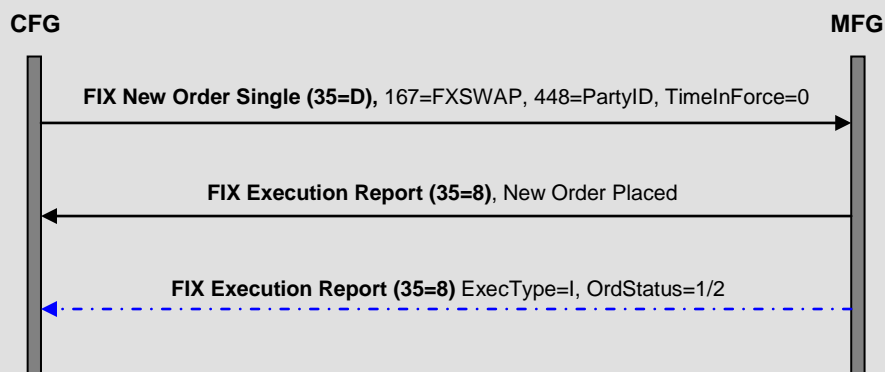 CFG MFG
FIX New Order Single (35=D), 167=FXSWAP, 448=PartyID, TimeInForce=0
FIX Execution Report (35=8), New Order Placed
FIX Execution Report (35=8) ExecType=I, OrdStatus=1/2